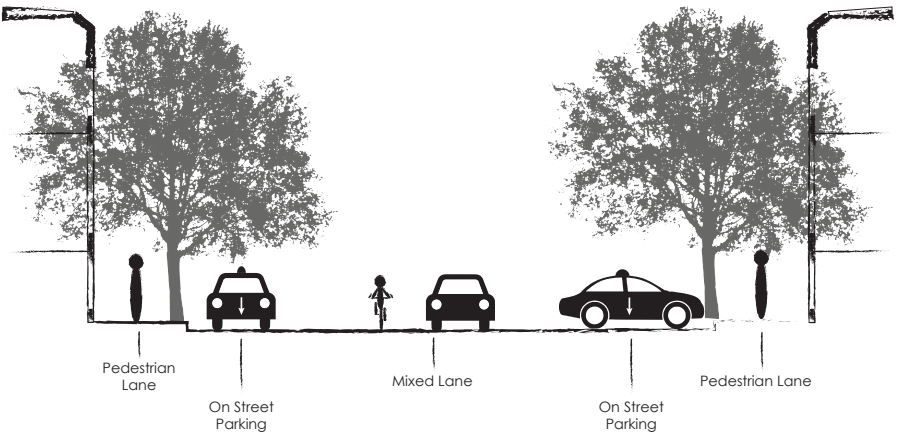 Pedestrian
Lane
On Street
Parking
Mixed Lane
On Street
Parking
Pedestrian Lane